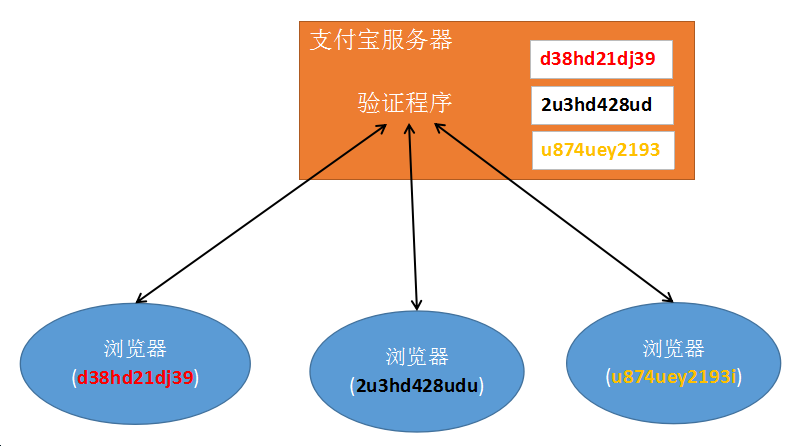 支付宝服务器
d38hd21dj39
验证程序
2u3hd428ud
u874uey2193
浏览器
(d38hd21dj39)
浏览器
(2u3hd428udu)
浏览器
(u874uey2193i)